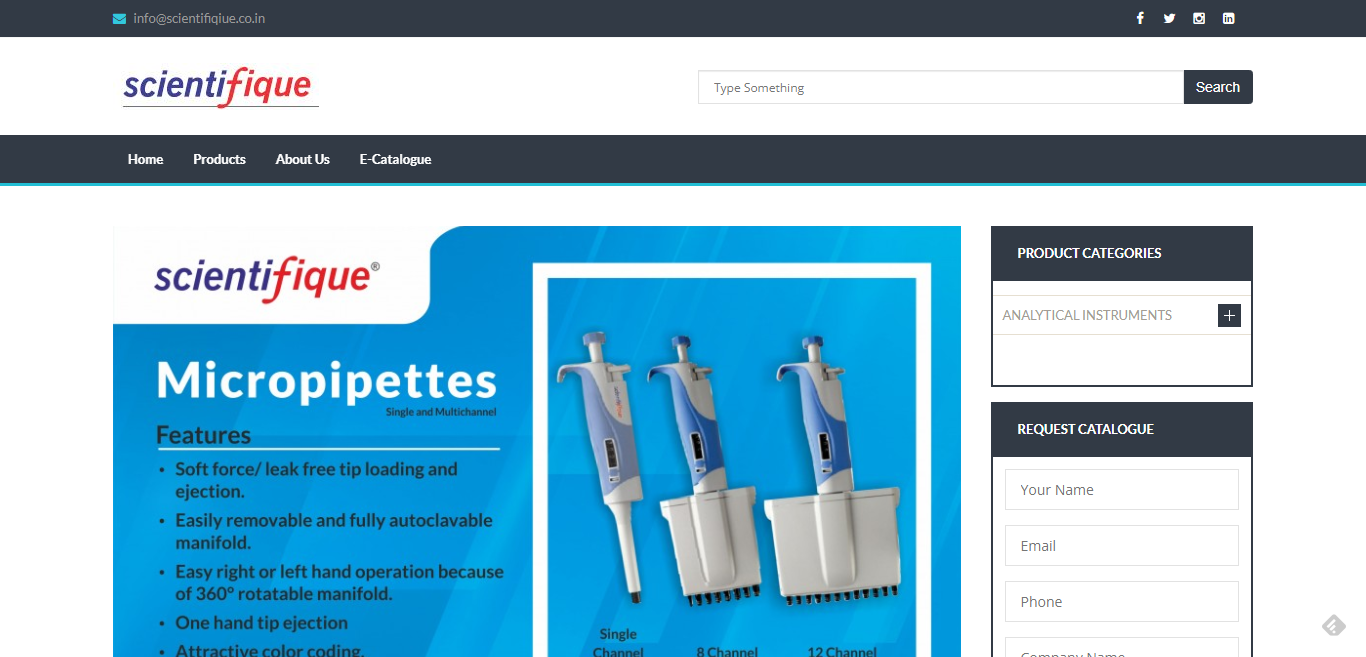 info@scientifiqiue.co.in
scientifique
Type Something
Search
Home
Products
About Us
E-Catalogue
scientifique®
Micropipettes
Single and Multichannel
Features
• Soft force/ leak free tip loading and
ejection.
• Easily removable and fully autoclavable
manifold.
• Easy right or left hand operation because
of 360° rotatable manifold.
• One hand tip ejection
• Attractive color coding.
Single
Channel
8 Channel
12 Channel
PRODUCT CATEGORIES
ANALYTICAL INSTRUMENTS
REQUEST CATALOGUE
Your Name
Email
Phone
Company Name